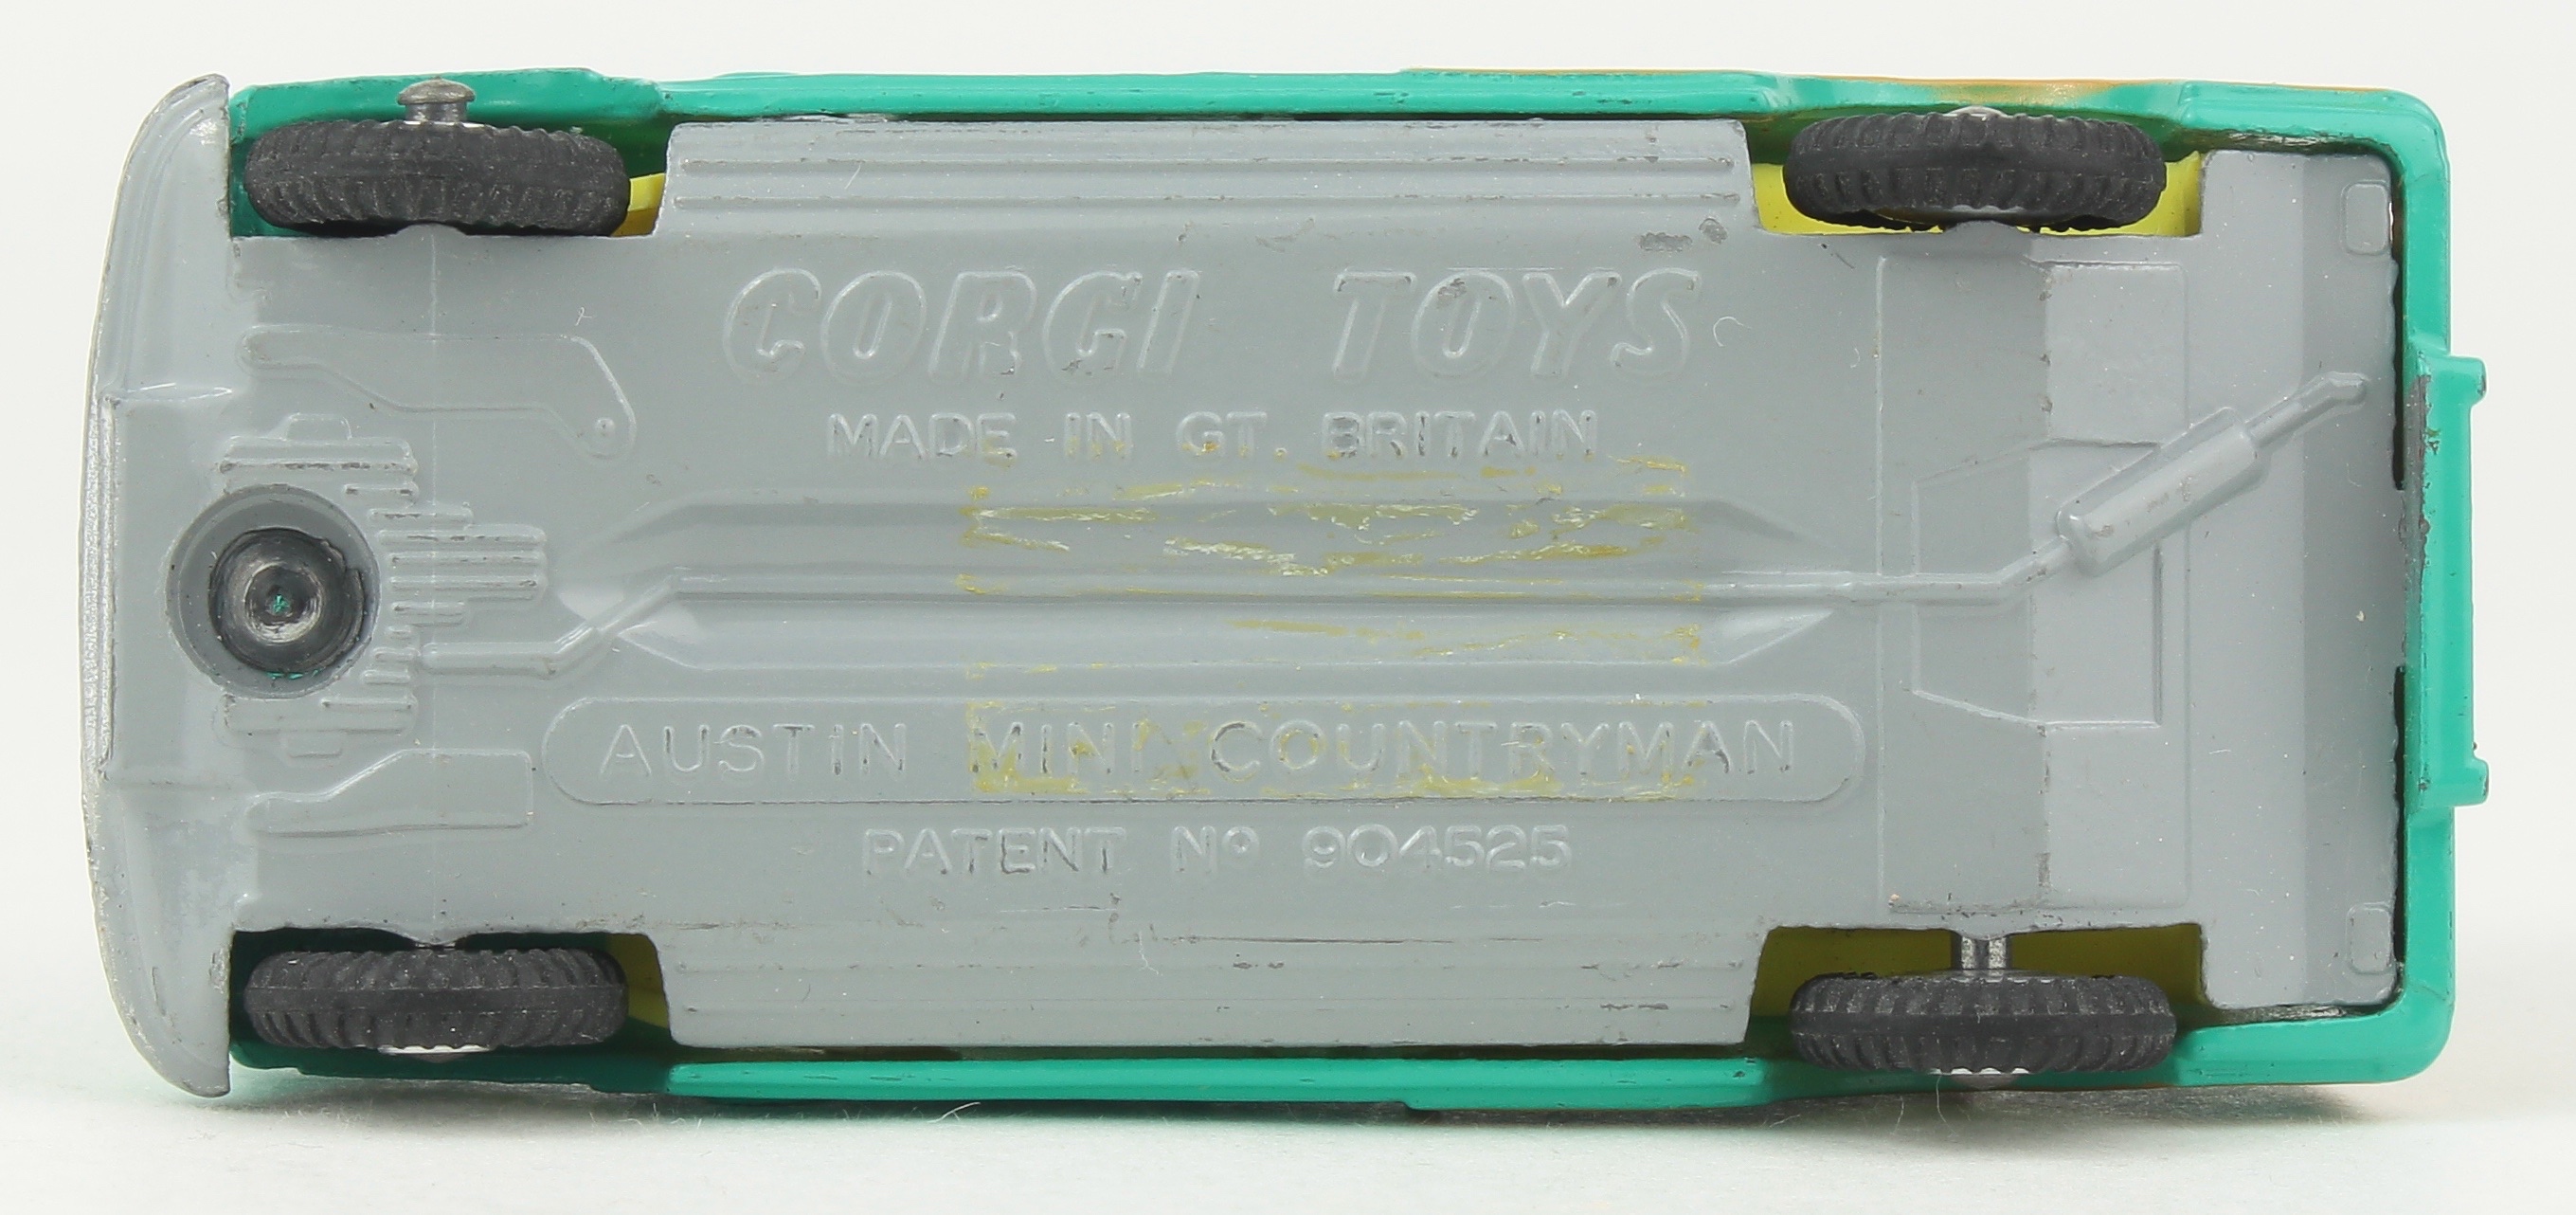 CORGI TOYS
MADE IN GT. BRITAIN
AUSTIN MINI COUNTRYMAN
PATENT Nº 904525